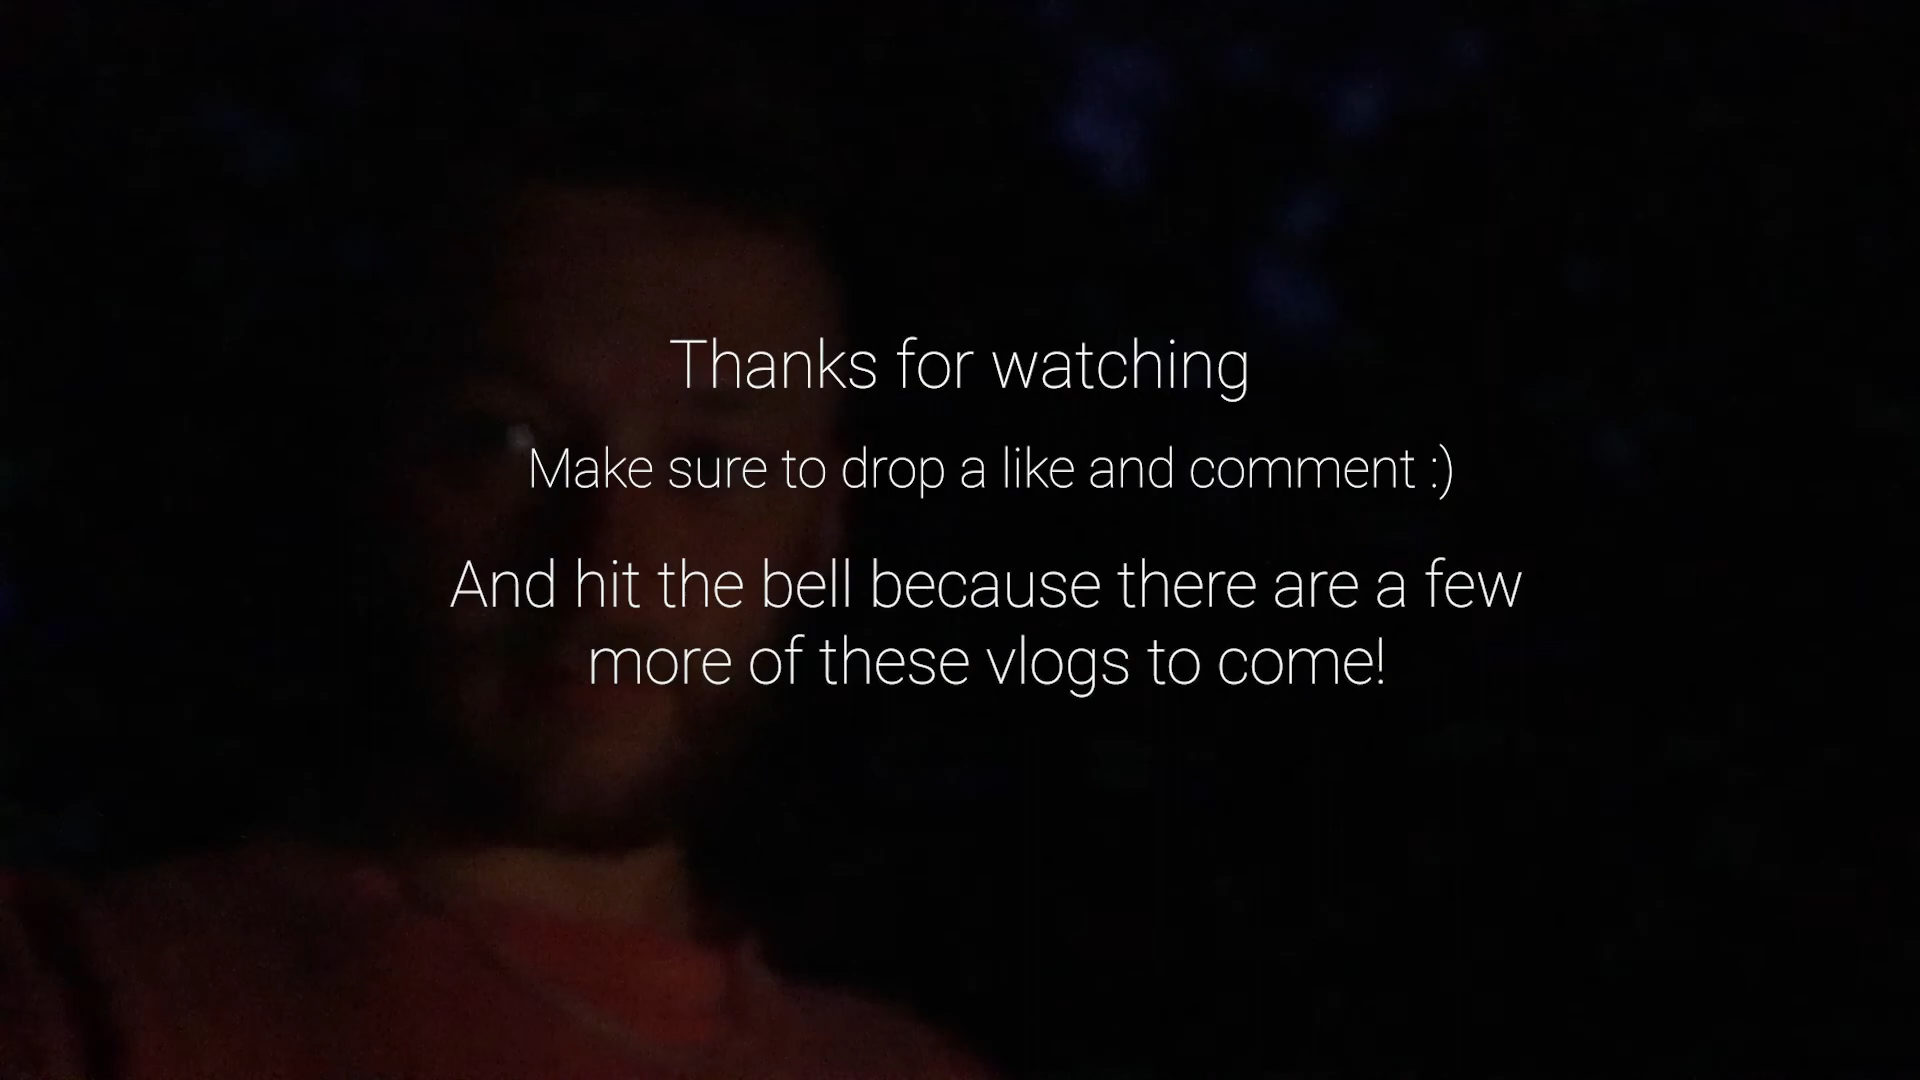 Thanks for watching
Make sure to drop a like and comment :)
And hit the bell because there are a few
more of these vlogs to come!